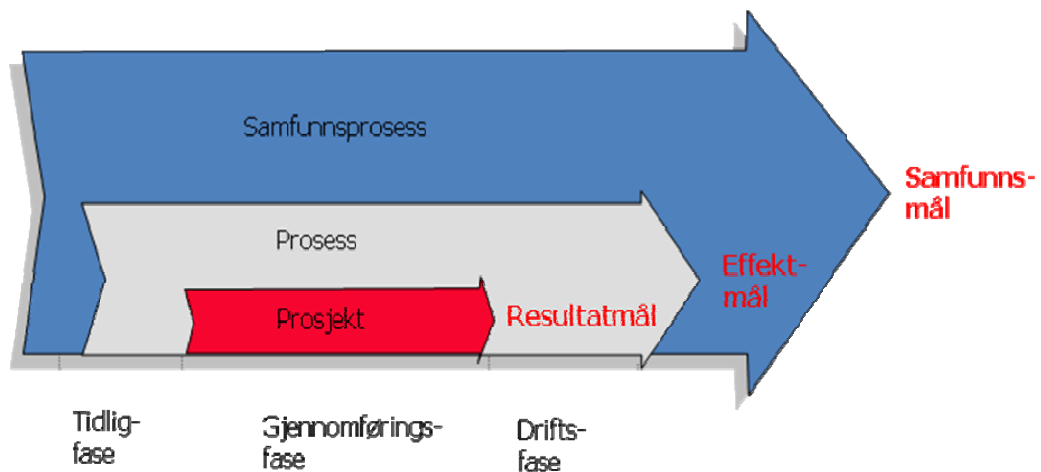 Samfunnsprosess
Samfunns-
mål
Prosess
Effekt-
mål
Prosjekt
Resultatmål
Tidlig-
fase
Gjennomførings-
fase
Drifts-
fase